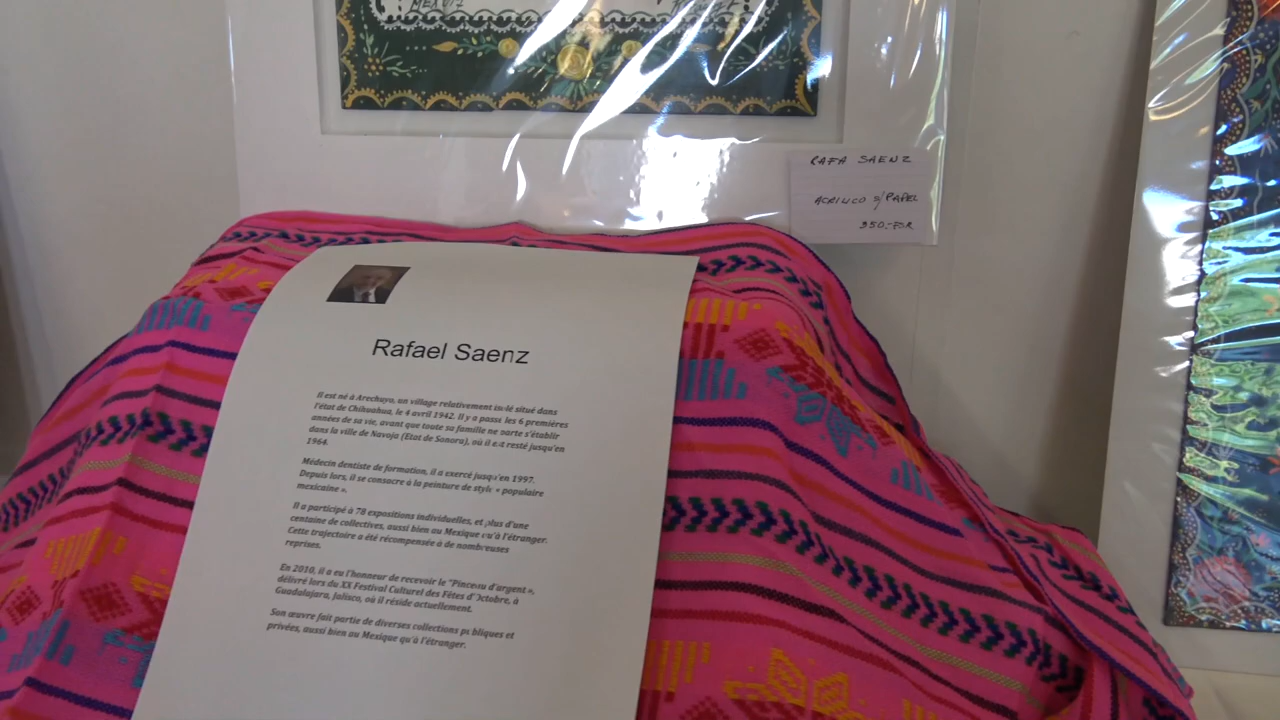 RAFA SAENZ
ACRILICO S/PAPEL
Rafael Saenz
Il est né à Arechuyo, un village relativement isolé situé dans
l'état de Chihuahua, le 4 avril 1942. Il y a passé les 6 premières
années de sa vie, avant que toute sa famille ne parte s'établir
dans la ville de Navojoa (Etat de Sonora), où il est resté jusqu'en
1964.
Médecin dentiste de formation, il a exercé jusqu'en 1997.
Depuis lors, il se consacre à la peinture de style « populaire
mexicaine ».
Il a participé à 78 expositions individuelles, et plus d'une
centaine de collectives, aussi bien au Mexique qu'à l'étranger.
Cette trajectoire a été récompensée à de nombreuses
reprises.
En 2010, il a eu l'honneur de recevoir le "Pinceau d'argent »,
délivré lors du XX Festival Culturel des Fêtes d'Octobre, à
Guadalajara, Jalisco, où il réside actuellement.
Son œuvre fait partie de diverses collections publiques et
privées, aussi bien au Mexique qu'à l'étranger.